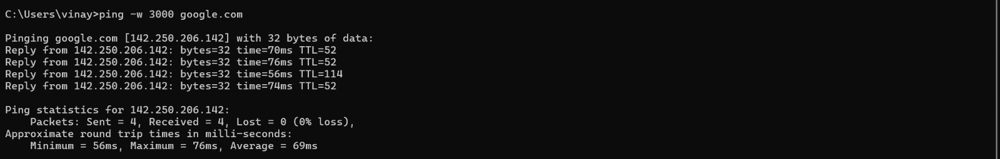 C:\Users\vinay>ping -w 3000 google.com
Pinging google.com [142.250.206.142] with 32 bytes of data:
Reply from 142.250.206.142: bytes=32 time=70ms TTL=52
Reply from 142.250.206.142: bytes=32 time=76ms TTL=52
Reply from 142.250.206.142: bytes=32 time=56ms TTL=114
Reply from 142.250.206.142: bytes=32 time=74ms TTL=52
Ping statistics for 142.250.206.142:
    Packets: Sent = 4, Received = 4, Lost = 0 (0% loss),
Approximate round trip times in milli-seconds:
    Minimum = 56ms, Maximum = 76ms, Average = 69ms